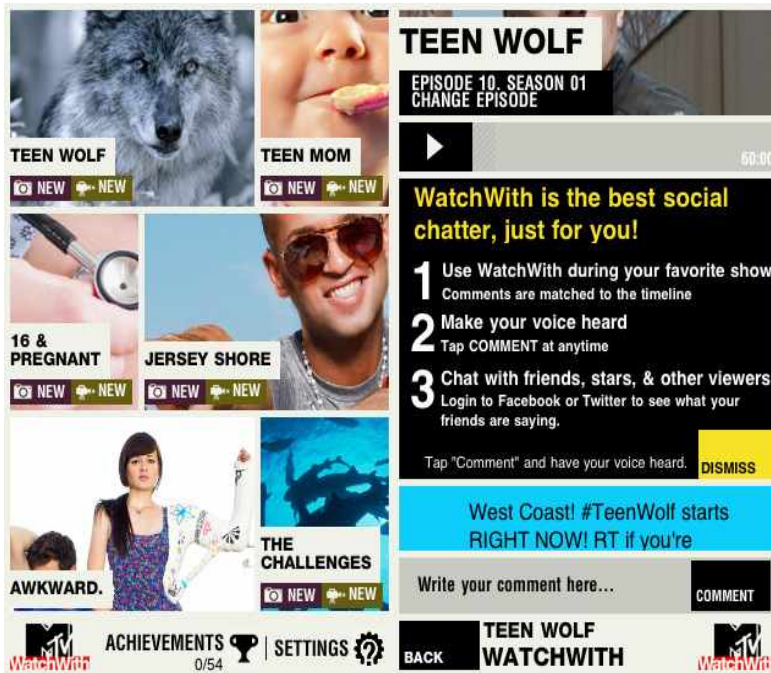 TEEN WOLF
NEW NEW
TEEN MOM
NEW NEW
16 &
PREGNANT
NEW NEW
JERSEY SHORE
NEW NEW
AWKWARD.
THE
CHALLENGES
NEW NEW
MTV
WatchWith
ACHIEVEMENTS
0/54
SETTINGS
TEEN WOLF
EPISODE 10. SEASON 01
CHANGE EPISODE
60:00
WatchWith is the best social
chatter, just for you!
1 Use WatchWith during your favorite show
Comments are matched to the timeline
2 Make your voice heard
Tap COMMENT at anytime
3 Chat with friends, stars, & other viewers
Login to Facebook or Twitter to see what your
friends are saying.
Tap "Comment" and have your voice heard.
DISMISS
West Coast! #TeenWolf starts
RIGHT NOW! RT if you're
Write your comment here...
COMMENT
BACK
TEEN WOLF
WATCHWITH
MTV
WatchWith